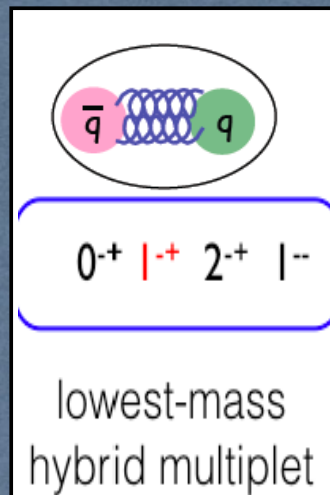 q̅ q
0⁻⁺ 1⁻⁺ 2⁻⁺ 1⁻⁻
lowest-mass
hybrid multiplet